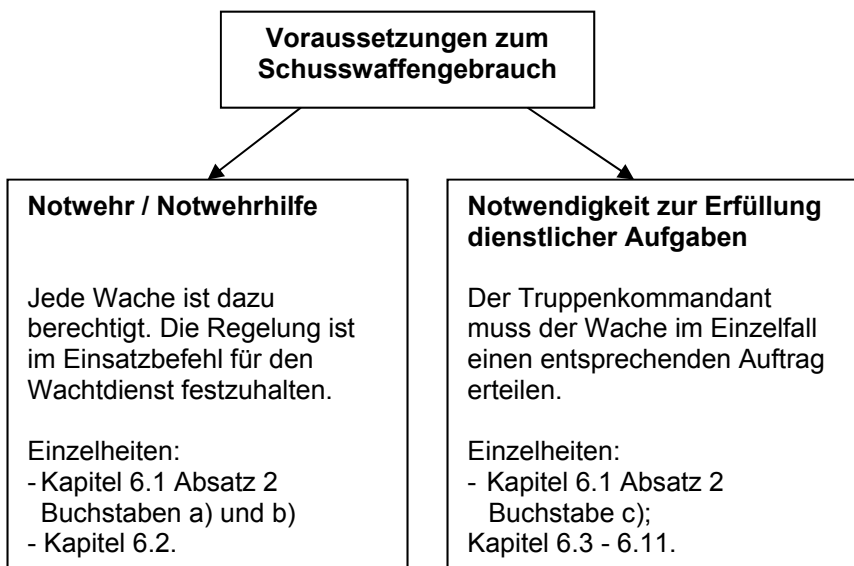 Voraussetzungen zum
Schusswaffengebrauch
Notwehr / Notwehrhilfe
Jede Wache ist dazu
berechtigt. Die Regelung ist
im Einsatzbefehl für den
Wachtdienst festzuhalten.
Einzelheiten:
- Kapitel 6.1 Absatz 2
Buchstaben a) und b)
- Kapitel 6.2.
Notwendigkeit zur Erfüllung
dienstlicher Aufgaben
Der Truppenkommandant
muss der Wache im Einzelfall
einen entsprechenden Auftrag
erteilen.
Einzelheiten:
- Kapitel 6.1 Absatz 2
Buchstabe c);
Kapitel 6.3 - 6.11.